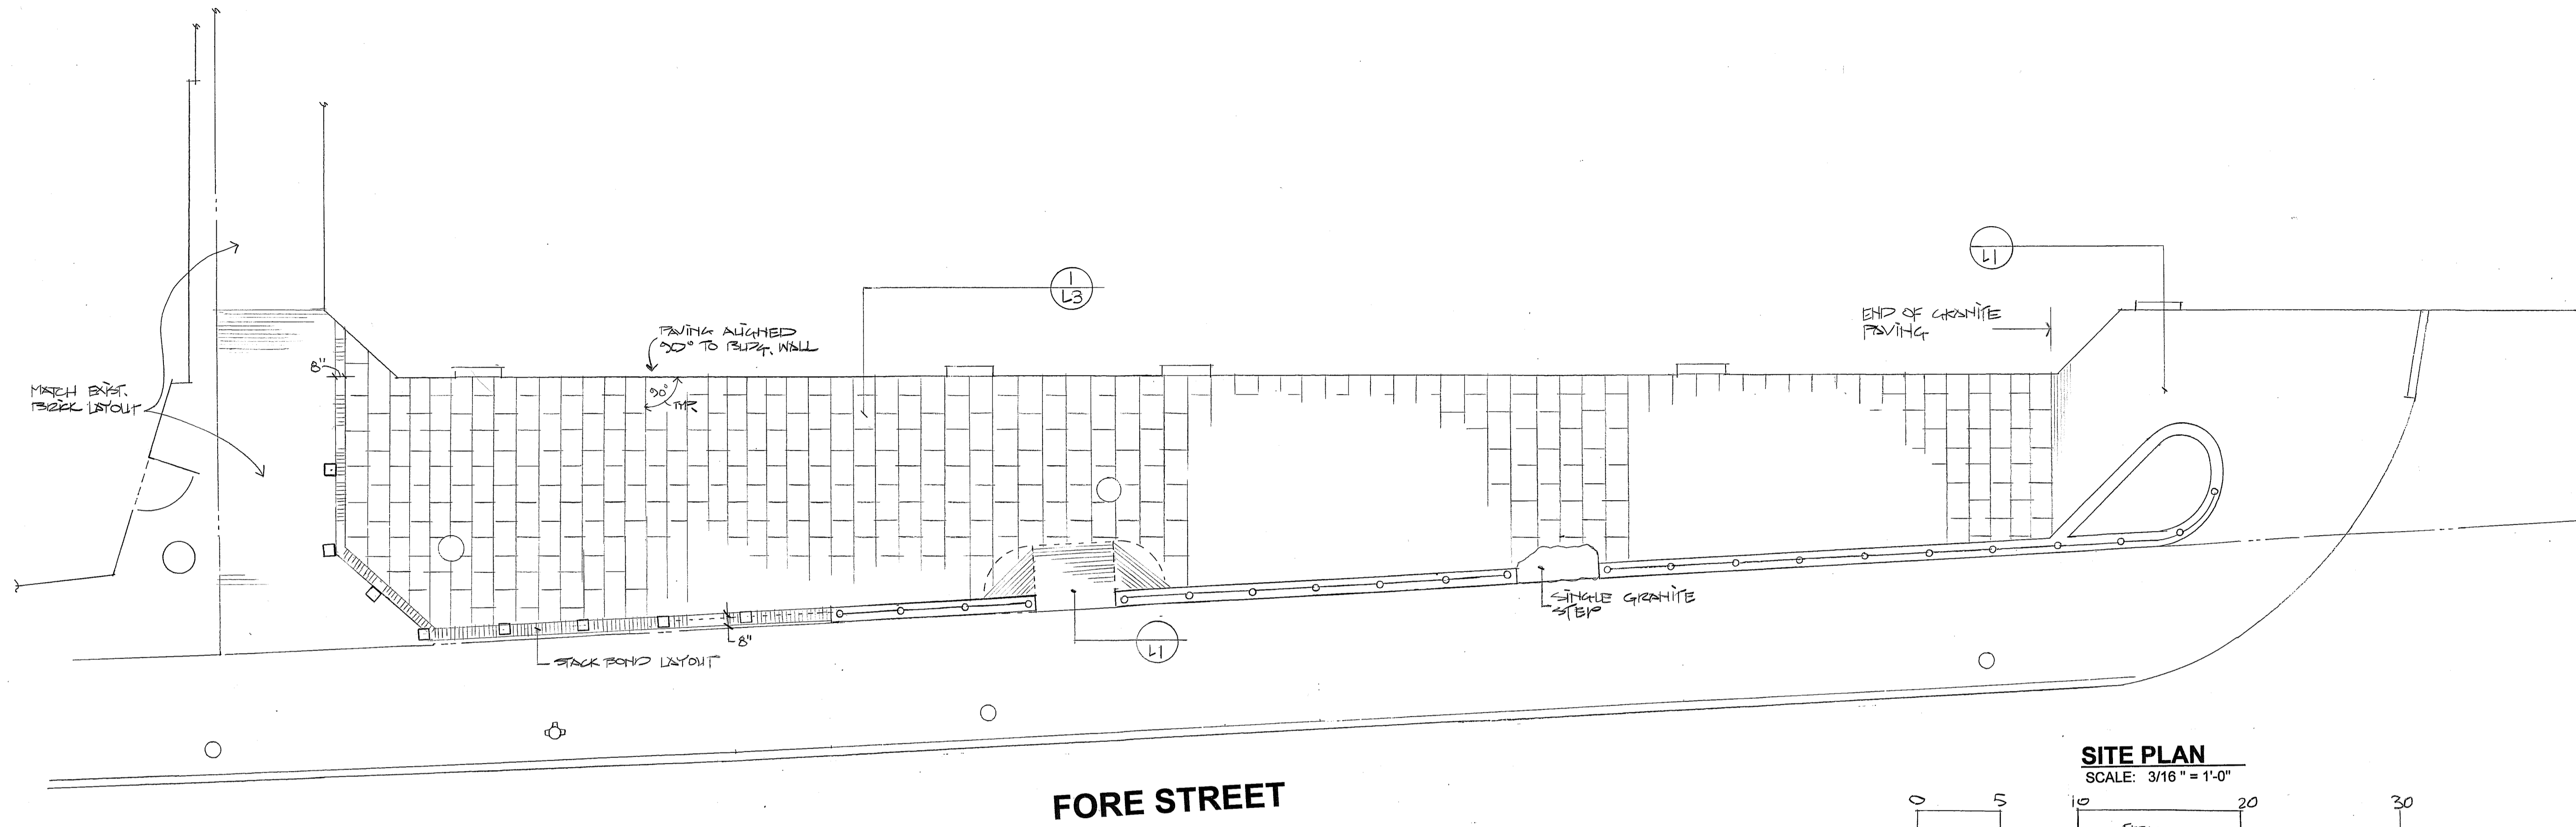 L1
1
L3
END OF GRANITE
PAVING
PAVING ALIGNED
90° TO BLDG. WALL
8"
90°
TYP.
MATCH EXIST.
BRICK LAYOUT
SINGLE GRANITE
STEP
8"
L1
STACK BOND LAYOUT
SITE PLAN
SCALE: 3/16 " = 1'-0"
FORE STREET
0 5 10 20 30